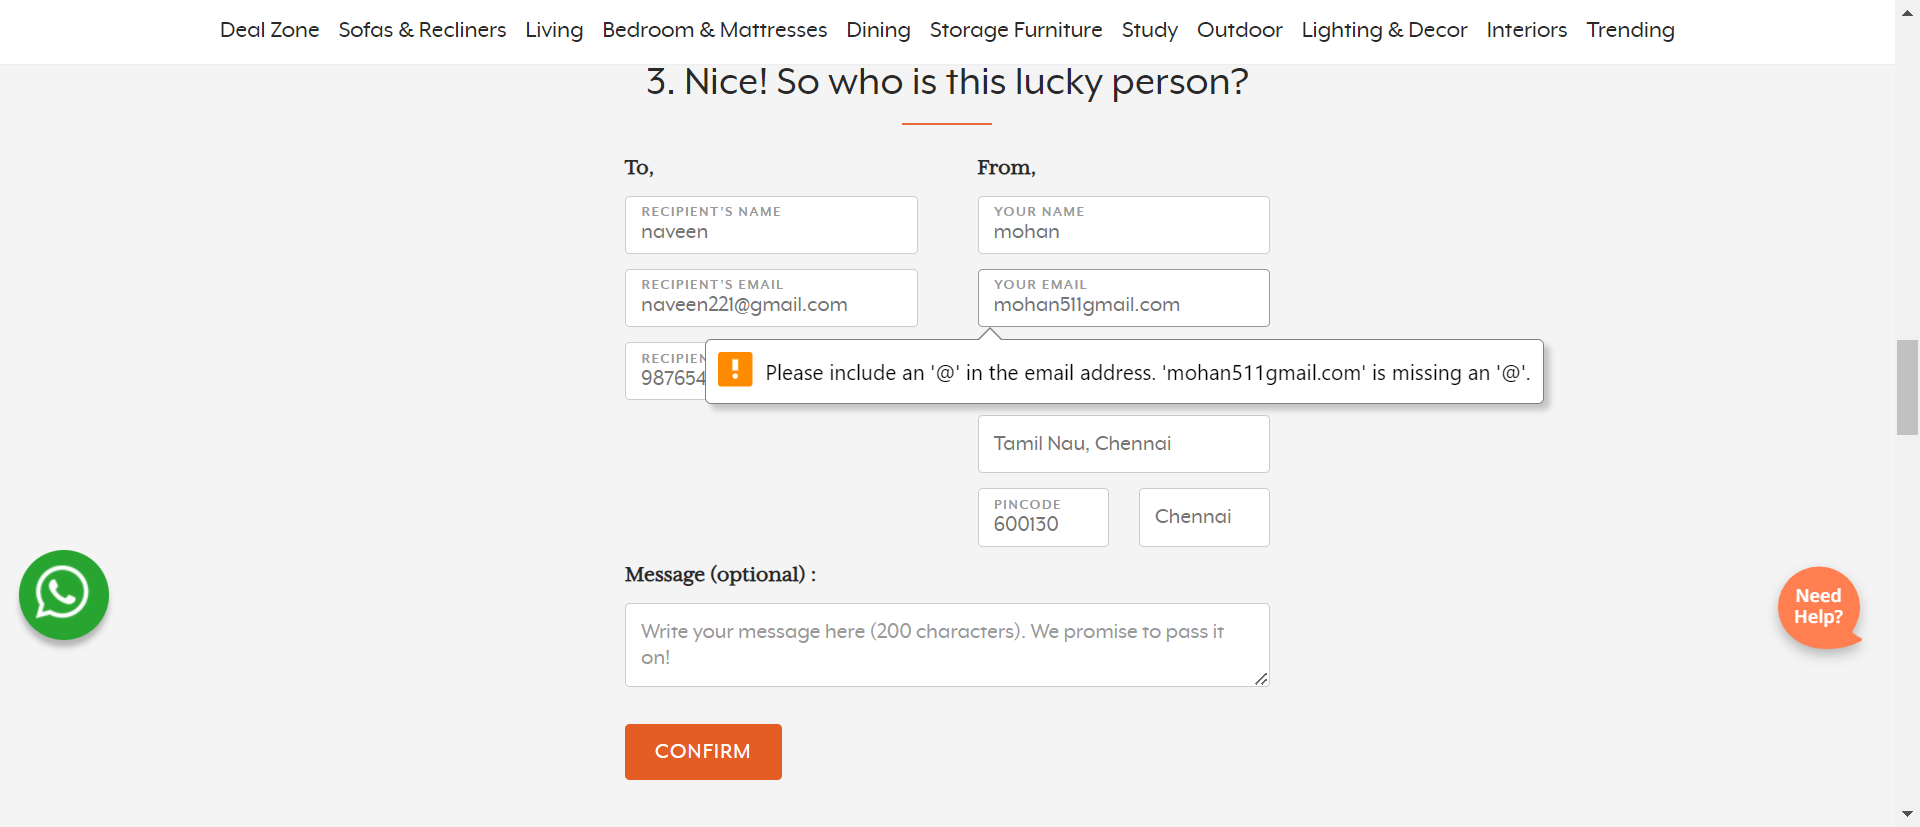 Deal Zone Sofas & Recliners Living Bedroom & Mattresses Dining Storage Furniture Study Outdoor Lighting & Decor Interiors Trending
3. Nice! So who is this lucky person?
To,
From,
RECIPIENT'S NAME
naveen
YOUR NAME
mohan
RECIPIENT'S EMAIL
naveen221@gmail.com
YOUR EMAIL
mohan511gmail.com
Please include an '@' in the email address. 'mohan511gmail.com' is missing an '@'.
Tamil Nau, Chennai
PINCODE
600130
Chennai
Message (optional) :
Write your message here (200 characters). We promise to pass it
on!
CONFIRM
Need
Help?